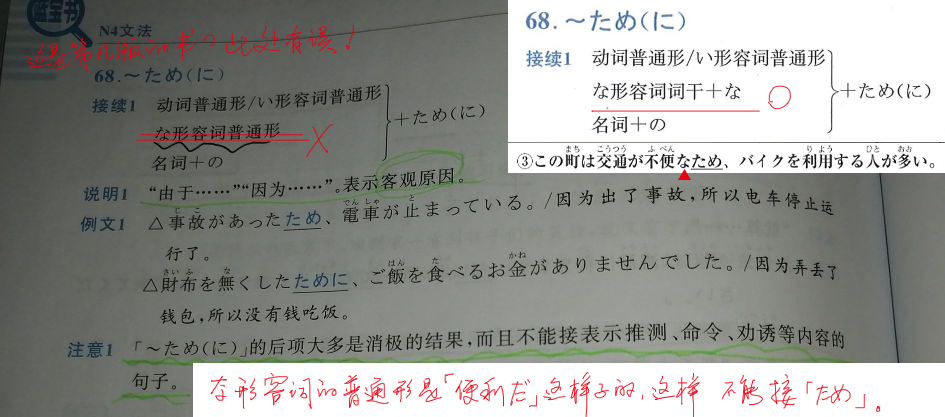 蓝宝书
N4文法
这是第几版的书？此处有误！
68.～ため(に)
接续1 动词普通形/い形容词普通形
な形容词普通形
名词+の
+ため(に)
说明1 “由于……”“因为……”。表示客观原因。
例文1 △事故があったため、電車が止まっている。/因为出了事故，所以电车停止运
行了。
△財布を無くしたために、ご飯を食べるお金がありませんでした。/因为弄丢了
钱包，所以没有钱吃饭。
注意1 「～ため(に)」的后项大多是消极的结果，而且不能接表示推测、命令、劝诱等内容的
句子。
68.～ため(に)
接续1 动词普通形/い形容词普通形
な形容词词干+な
名词+の
+ため(に)
③この町は交通が不便なため、バイクを利用する人が多い。
な形容词的普通形是「便利だ」这样子的，这样 不能接「ため」。